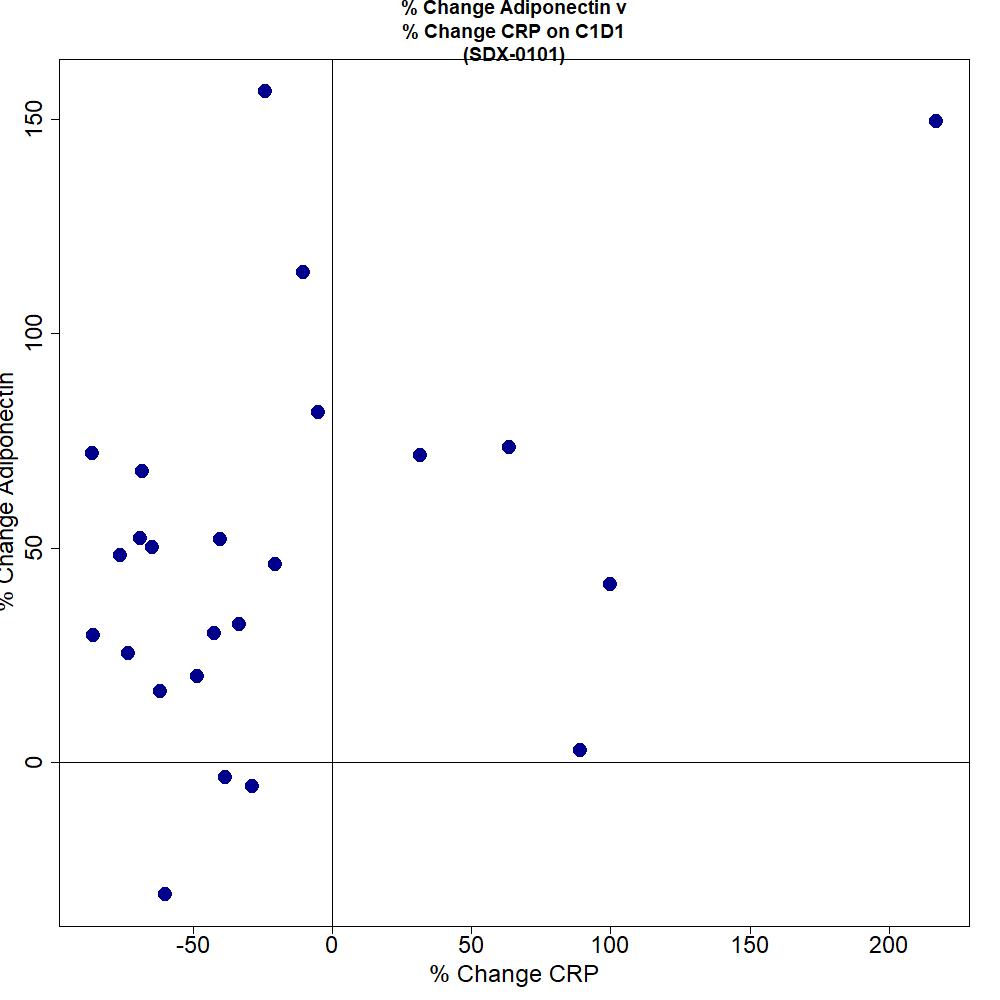 % Change Adiponectin v
% Change CRP on C1D1
(SDX-0101)
% Change Adiponectin
150
100
50
0
-50 0 50 100 150 200
% Change CRP